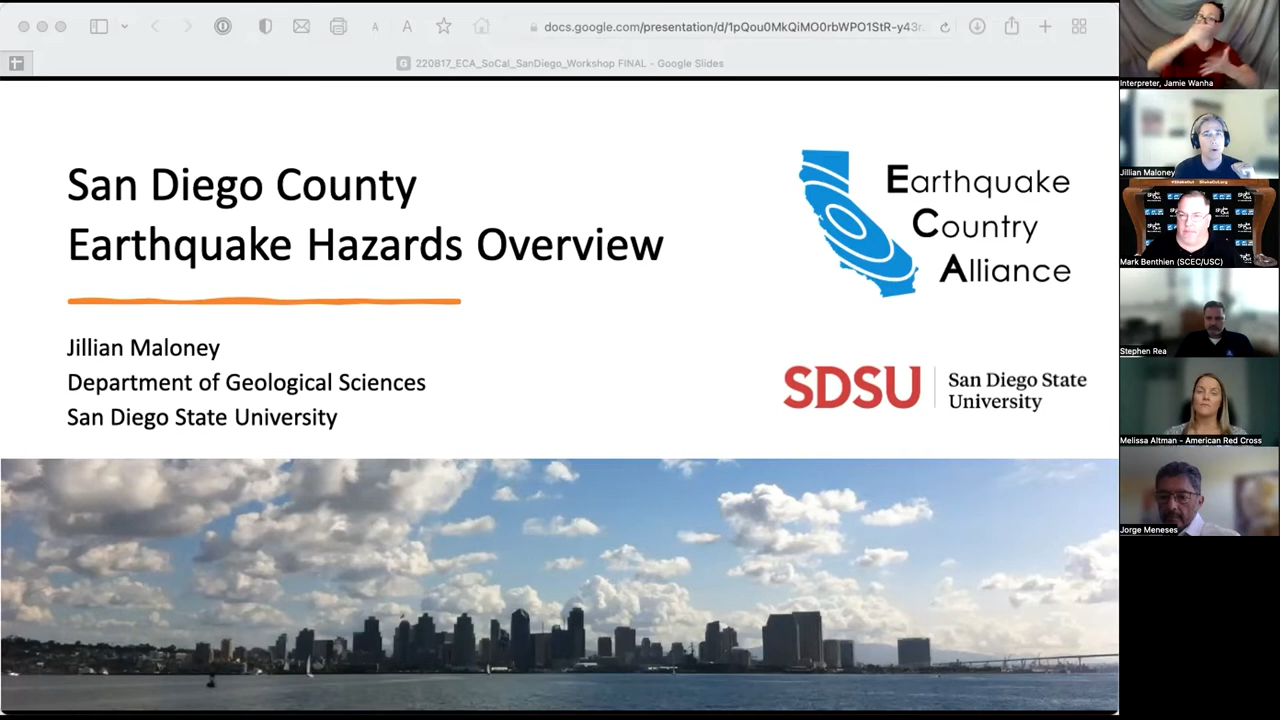 docs.google.com/presentation/d/1pQou0MkQiMO0rbWPO1StR-y43r
220817_ECA_SoCal_SanDiego_Workshop FINAL - Google Slides
San Diego County
Earthquake Hazards Overview
Jillian Maloney
Department of Geological Sciences
San Diego State University
Earthquake
Country
Alliance
SDSU
San Diego State
University
Interpreter, Jamie Wanha
Jillian Maloney
Mark Benthien (SCEC/USC)
Stephen Rea
Melissa Altman - American Red Cross
Jorge Meneses